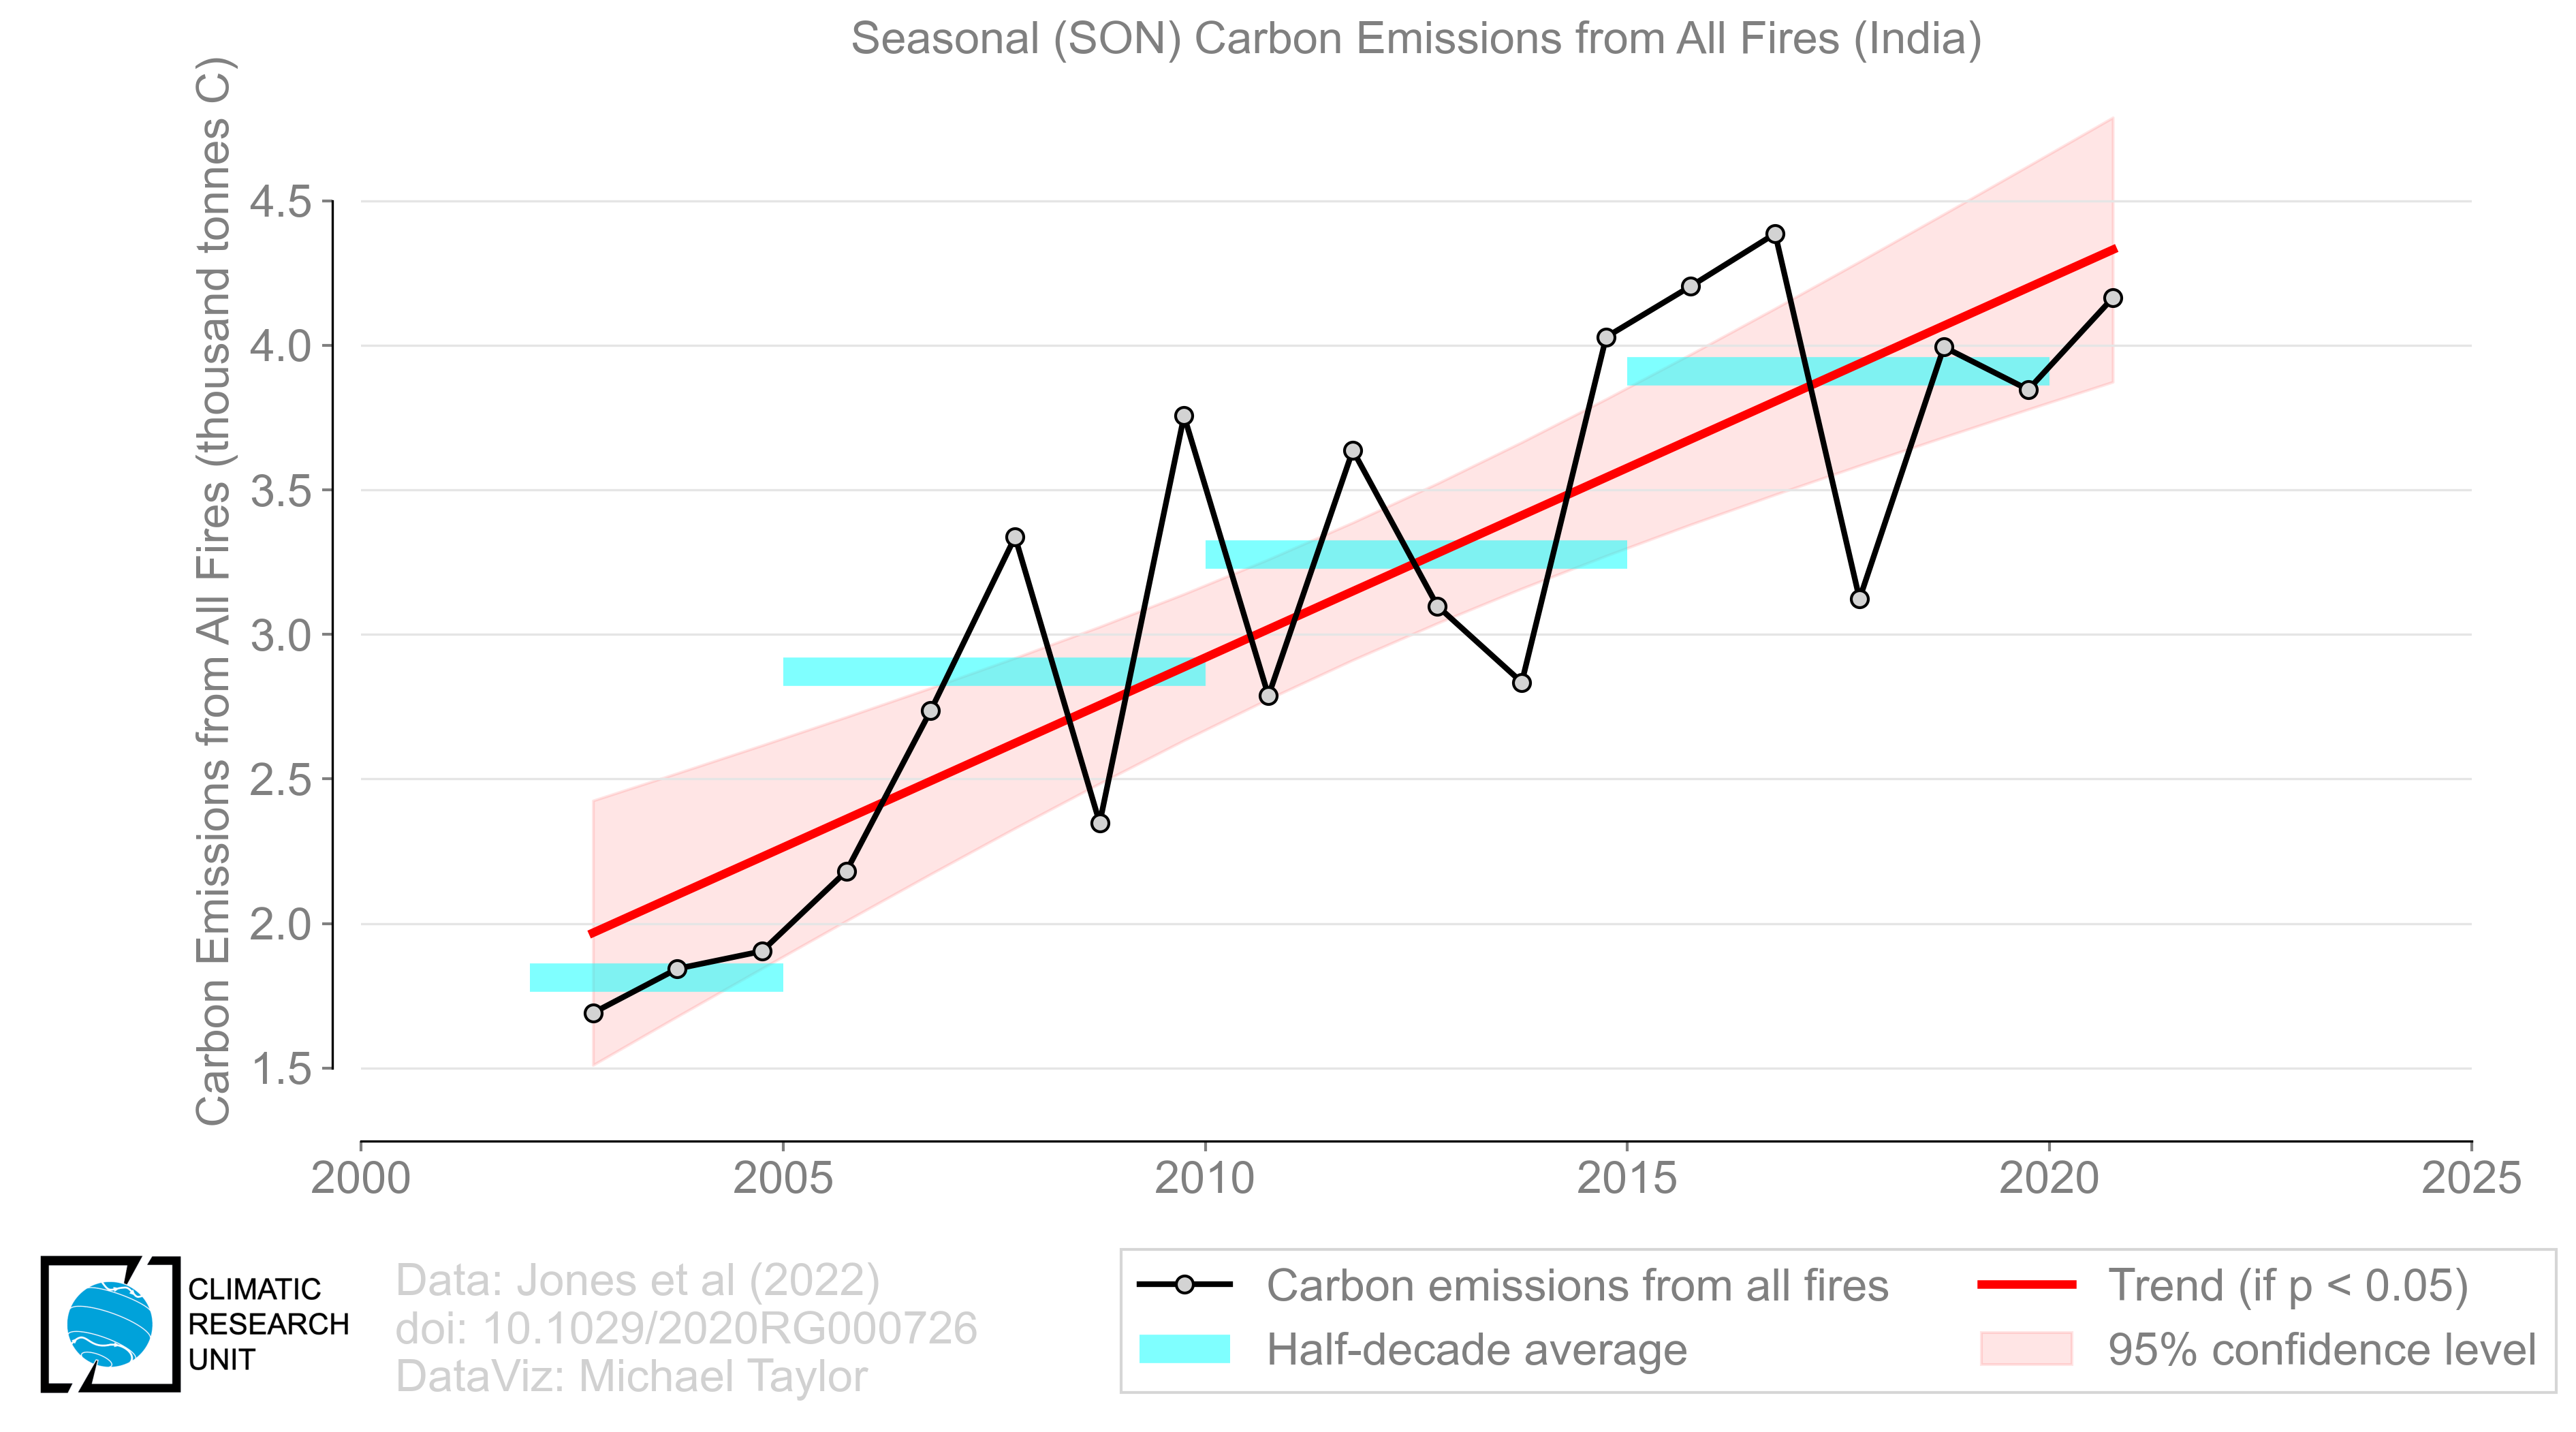 Seasonal (SON) Carbon Emissions from All Fires (India)
Carbon Emissions from All Fires (thousand tonnes C)
4.5
4.0
3.5
3.0
2.5
2.0
1.5
2000 2005 2010 2015 2020 2025
CLIMATIC
RESEARCH
UNIT
Data: Jones et al (2022)
doi: 10.1029/2020RG000726
DataViz: Michael Taylor
Carbon emissions from all fires
Half-decade average
Trend (if p < 0.05)
95% confidence level